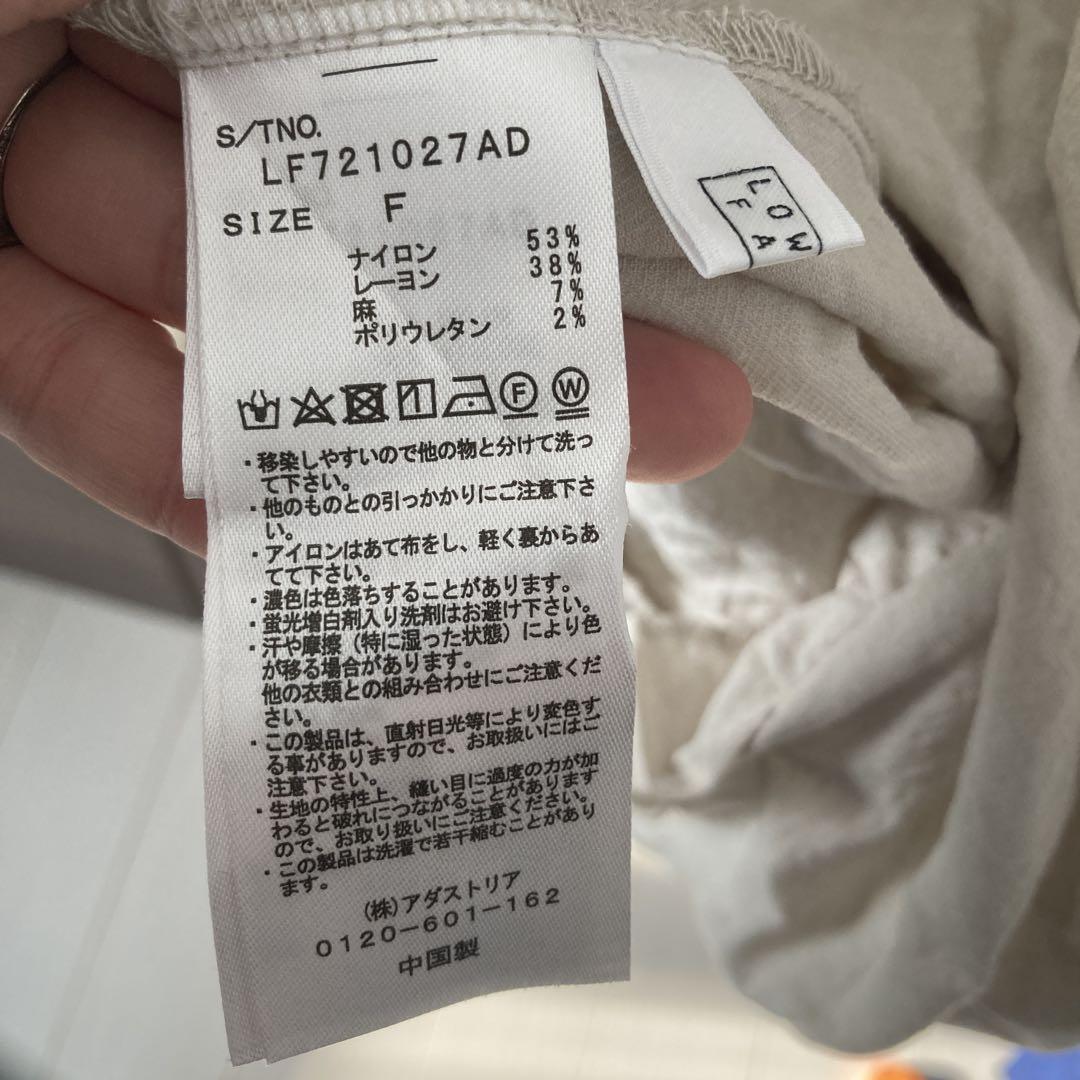 S/TNO.
LF721027AD
SIZE F
ナイロン 53%
レーヨン 38%
麻 7%
ポリウレタン 2%
F W
・移染しやすいので他の物と分けて洗っ
て下さい。
・他のものとの引っかかりにご注意下さ
い。
・アイロンはあて布をし、軽く裏からあ
てて下さい。
・濃色は色落ちすることがあります。
・蛍光増白剤入り洗剤はお避け下さい。
・汗や摩擦（特に湿った状態）により色
が移る場合があります。
他の衣類との組み合わせにご注意くだ
さい。
・この製品は、直射日光等により変色す
る事がありますので、お取扱いにはご
注意下さい。
・生地の特性上、縫い目に過度の力が加
わると破れにつながることがあります
ので、お取り扱いにご注意ください。
・この製品は洗濯で若干縮むことがあり
ます。
(株)アダストリア
0120-601-162
中国製
LOW
FA